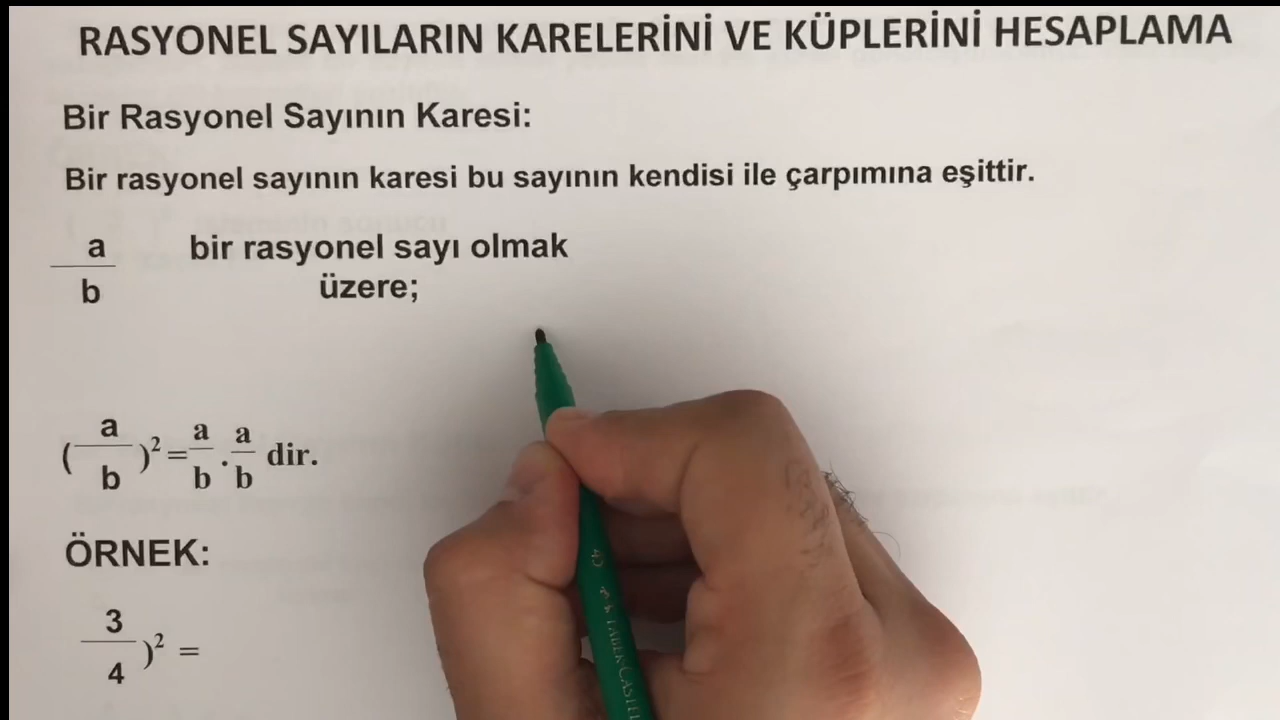 RASYONEL SAYILARIN KARELERİNİ VE KÜPLERİNİ HESAPLAMA
Bir Rasyonel Sayının Karesi:
Bir rasyonel sayının karesi bu sayının kendisi ile çarpımına eşittir.
a/b bir rasyonel sayı olmak
üzere;
(a/b)²=a/b.a/b dir.
ÖRNEK:
3/4)² =